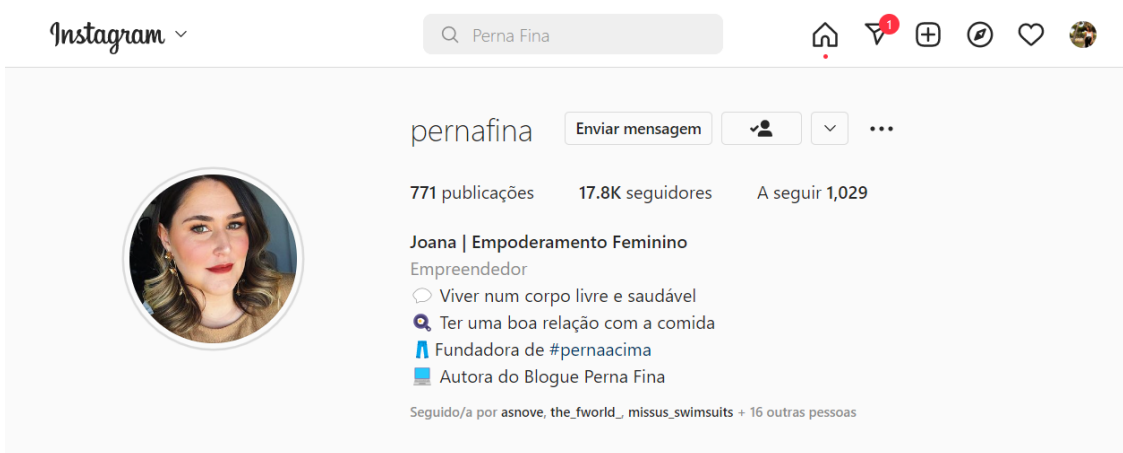 Instagram
Perna Fina
1
pernafina
Enviar mensagem
771 publicações
17.8K seguidores
A seguir 1,029
Joana | Empoderamento Feminino
Empreendedor
Viver num corpo livre e saudável
Ter uma boa relação com a comida
Fundadora de #pernaacima
Autora do Blogue Perna Fina
Seguido/a por asnove, the_fworld_, missus_swimsuits + 16 outras pessoas